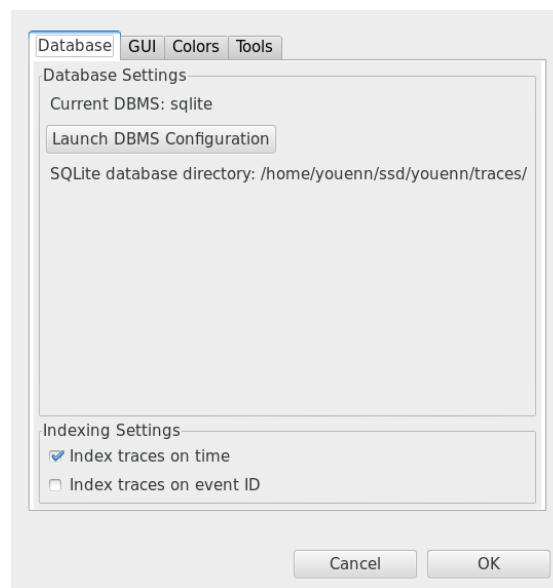 Database GUI Colors Tools
Database Settings
Current DBMS: sqlite
Launch DBMS Configuration
SQLite database directory: /home/youenn/ssd/youenn/traces/
Indexing Settings
Index traces on time
Index traces on event ID
Cancel OK